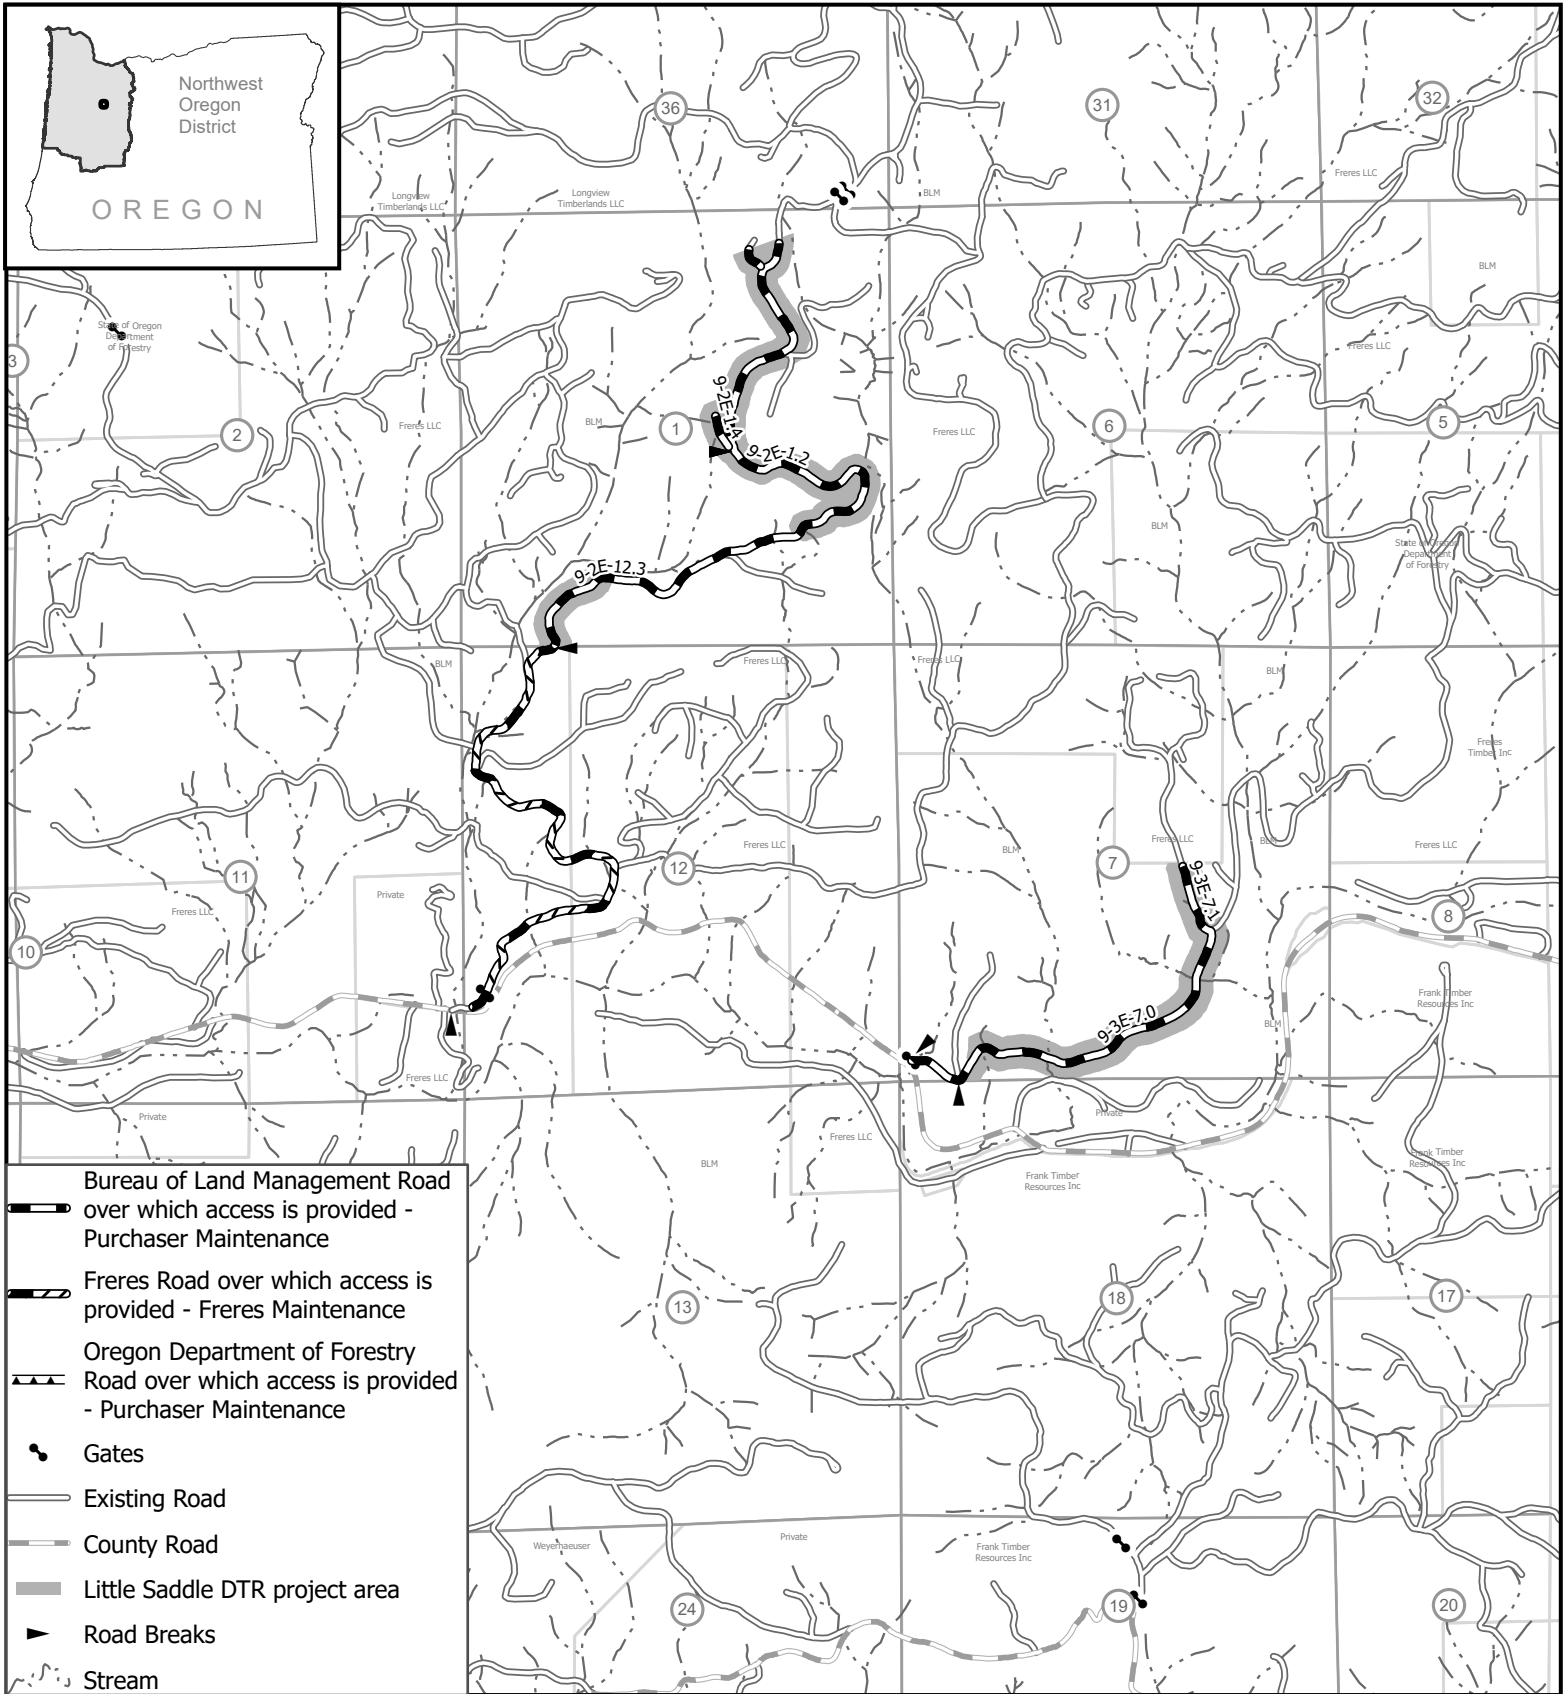 Northwest
Oregon
District
OREGON
36
31
32
Longview
Timberlands LLC
Longview
Timberlands LLC
BLM
Freres LLC
BLM
State of Oregon
Department
of Forestry
3
Freres LLC
9-2E-1.4
2
Freres LLC
BLM
1
Freres LLC
6
5
9-2E-1.2
BLM
State of Oregon
Department
of Forestry
9-2E-12.3
BLM
Freres LLC
Freres LLC
BLM
Freres
Timber Inc
Freres LLC
BLM
Freres LLC
BLM
Freres LLC
11
12
7
9-3E-7.1
Private
Freres LLC
8
10
Frank Timber
Resources Inc
9-3E-7.0
BLM
Freres LLC
Private
Private
Freres LLC
BLM
Frank Timber
Resources Inc
Frank Timber
Resources Inc
13
18
17
Weyerhaeuser
Private
Frank Timber
Resources Inc
24
19
20
Bureau of Land Management Road
over which access is provided -
Purchaser Maintenance
Freres Road over which access is
provided - Freres Maintenance
Oregon Department of Forestry
Road over which access is provided
- Purchaser Maintenance
Gates
Existing Road
County Road
Little Saddle DTR project area
Road Breaks
Stream